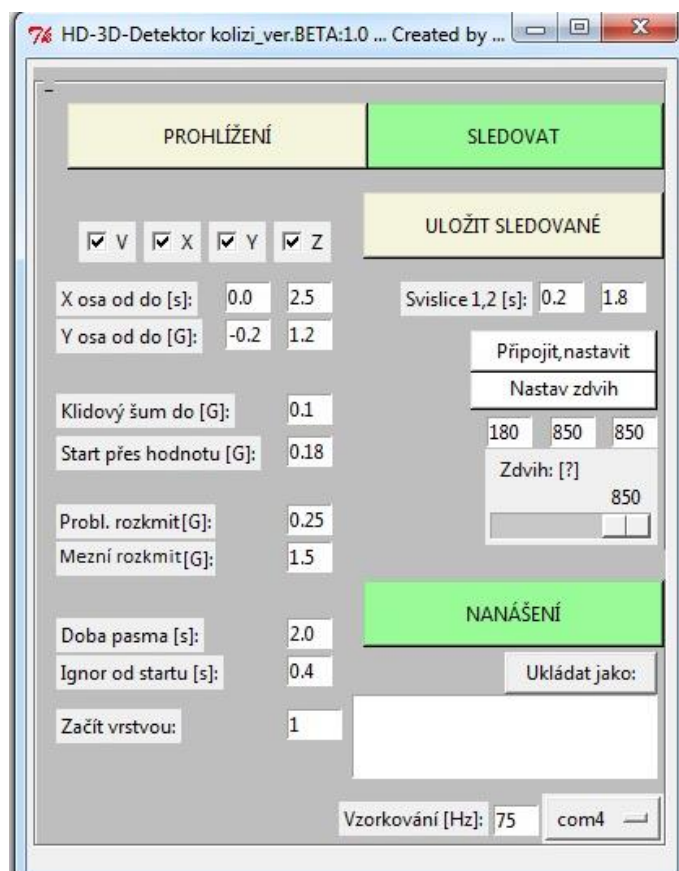 HD-3D-Detektor kolizi_ver.BETA:1.0 ... Created by ...
PROHLÍŽENÍ SLEDOVAT
V X Y Z ULOŽIT SLEDOVANÉ
X osa od do [s]: 0.0 2.5 Svislice 1,2 [s]: 0.2 1.8
Y osa od do [G]: -0.2 1.2
Připojit,nastavit
Nastav zdvih
Klidový šum do [G]: 0.1
180 850 850
Start přes hodnotu [G]: 0.18
Zdvih: [?]
850
Probl. rozkmit[G]: 0.25
Mezní rozkmit[G]: 1.5
NANÁŠENÍ
Doba pasma [s]: 2.0
Ignor od startu [s]: 0.4 Ukládat jako:
Začít vrstvou: 1
Vzorkování [Hz]: 75 com4